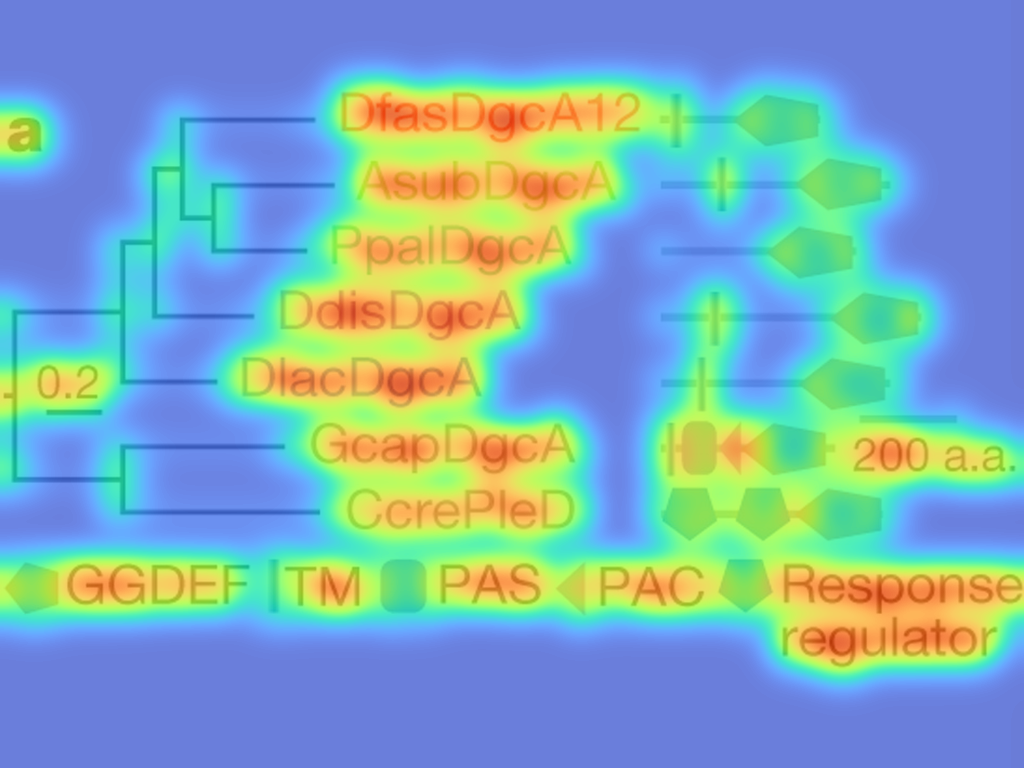 a
DfasDgcA12
AsubDgcA
PpalDgcA
DdisDgcA
0.2
DlacDgcA
GcapDgcA
200 a.a.
CcrePleD
GGDEF TM PAS PAC Response
regulator